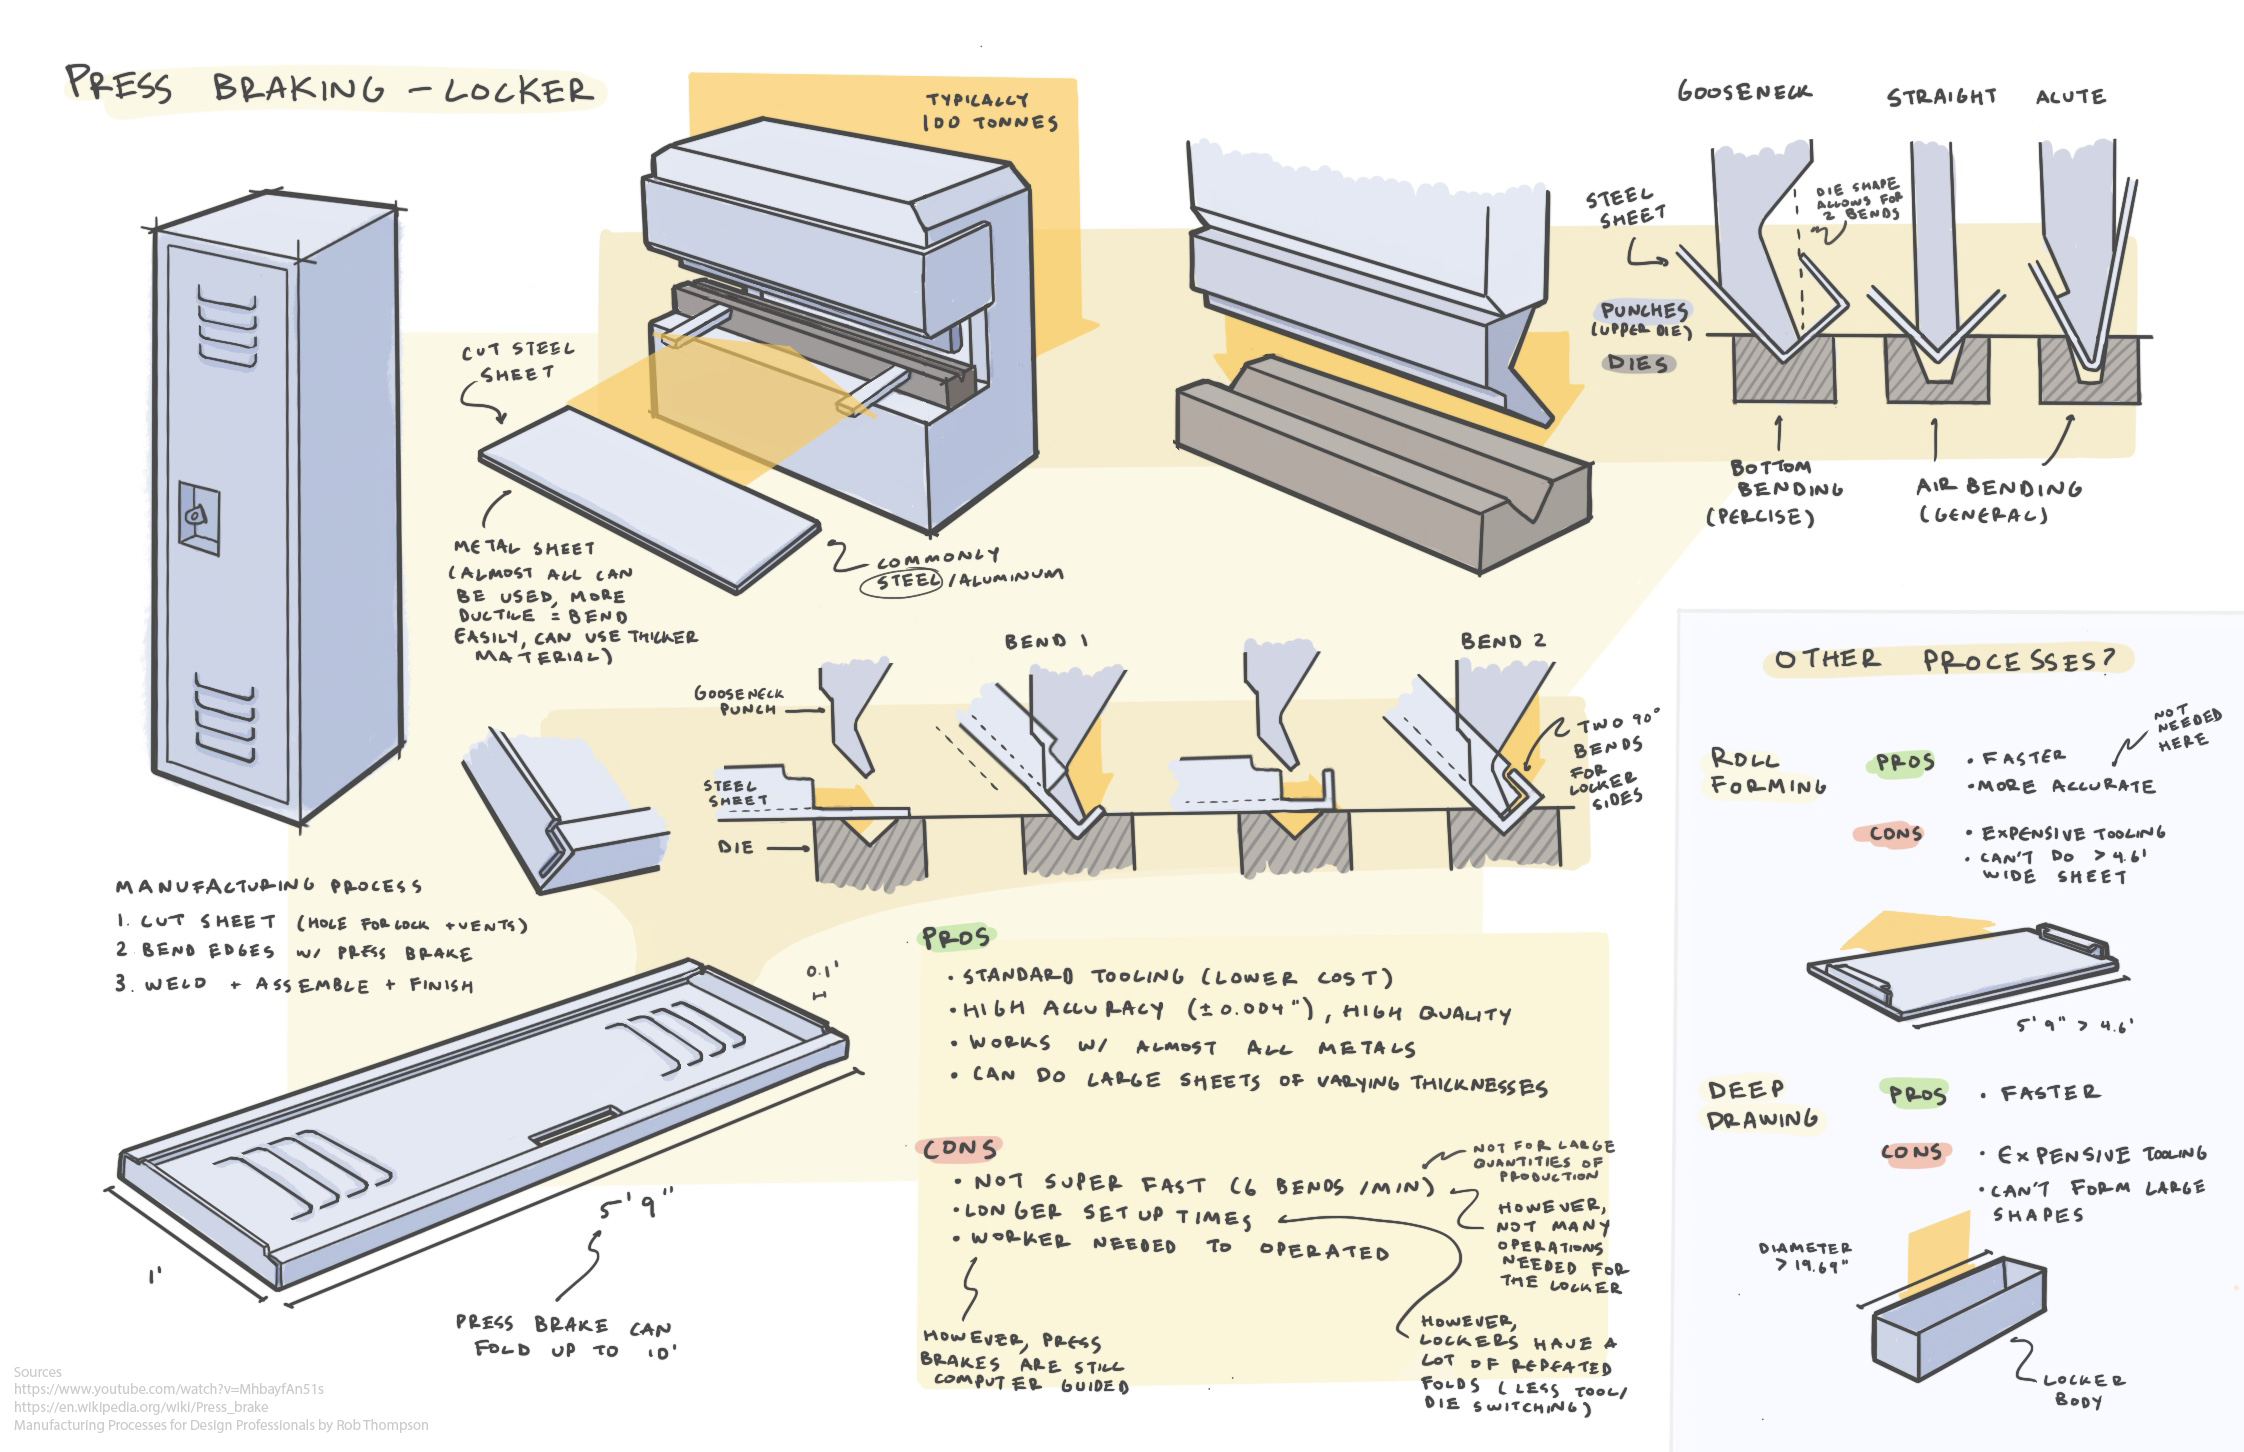 PRESS BRAKING - LOCKER
TYPICALLY
100 TONNES
CUT STEEL
SHEET
METAL SHEET
(ALMOST ALL CAN
BE USED, MORE
DUCTILE = BEND
EASILY, CAN USE THICKER
MATERIAL)
COMMONLY
STEEL/ALUMINUM
GOOSENECK
STRAIGHT
ALUTE
STEEL
SHEET
DIE SHAPE
ALLOWS FOR
2 BENDS
PUNCHES
(UPPER DIE)
DIES
BOTTOM
BENDING
(PERCISE)
AIR BENDING
(GENERAL)
BEND 1
BEND 2
GOOSENECK
PUNCH
STEEL
SHEET
DIE
TWO 90°
BENDS
FOR
LOCKER
SIDES
MANUFACTURING PROCESS
1. CUT SHEET (HOLE FOR LOCK + VENTS)
2 BEND EDGES W/ PRESS BRAKE
3. WELD + ASSEMBLE + FINISH
0.1'
5'9"
1'
PRESS BRAKE CAN
FOLD UP TO 10'
PROS
• STANDARD TOOLING (LOWER COST)
• HIGH ACCURACY (±0.004"), HIGH QUALITY
• WORKS W/ ALMOST ALL METALS
• CAN DO LARGE SHEETS OF VARYING THICKNESSES
CONS
• NOT SUPER FAST (6 BENDS/MIN)
• LONGER SET UP TIMES
• WORKER NEEDED TO OPERATED
NOT FOR LARGE
QUANTITIES OF
PRODUCTION
HOWEVER,
NOT MANY
OPERATIONS
NEEDED FOR
THE LOCKER
HOWEVER, PRESS
BRAKES ARE STILL
COMPUTER GUIDED
HOWEVER,
LOCKERS HAVE A
LOT OF REPEATED
FOLDS (LESS TOOL/
DIE SWITCHING)
OTHER PROCESSES?
ROLL
FORMING
PROS
• FASTER
• MORE ACCURATE
NOT
NEEDED
HERE
CONS
• EXPENSIVE TOOLING
• CAN'T DO > 4.6'
WIDE SHEET
5'9" > 4.6'
DEEP
DRAWING
PROS
• FASTER
CONS
• EXPENSIVE TOOLING
• CAN'T FORM LARGE
SHAPES
DIAMETER
> 19.69"
LOCKER
BODY
Sources
https://www.youtube.com/watch?v=MhbayfAn51s
https://en.wikipedia.org/wiki/Press_brake
Manufacturing Processes for Design Professionals by Rob Thompson